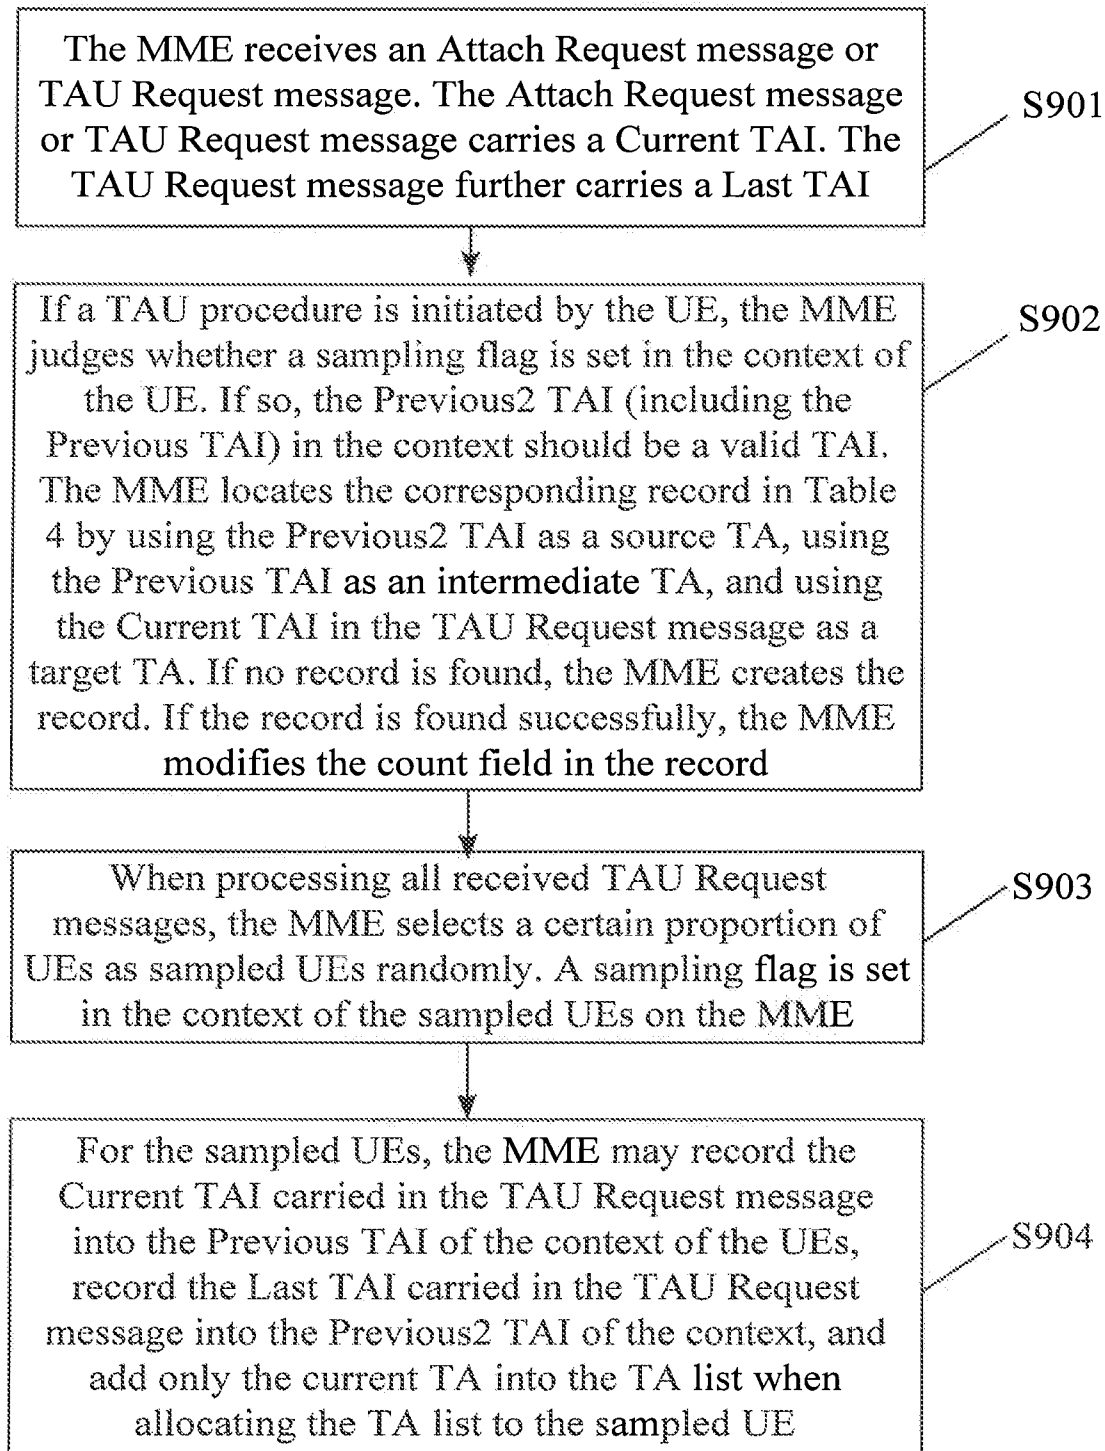 The MME receives an Attach Request message or
TAU Request message. The Attach Request message
or TAU Request message carries a Current TAI. The
TAU Request message further carries a Last TAI
S901
If a TAU procedure is initiated by the UE, the MME
judges whether a sampling flag is set in the context of
the UE. If so, the Previous2 TAI (including the
Previous TAI) in the context should be a valid TAI.
The MME locates the corresponding record in Table
4 by using the Previous2 TAI as a source TA, using
the Previous TAI as an intermediate TA, and using
the Current TAI in the TAU Request message as a
target TA. If no record is found, the MME creates the
record. If the record is found successfully, the MME
modifies the count field in the record
S902
When processing all received TAU Request
messages, the MME selects a certain proportion of
UEs as sampled UEs randomly. A sampling flag is set
in the context of the sampled UEs on the MME
S903
For the sampled UEs, the MME may record the
Current TAI carried in the TAU Request message
into the Previous TAI of the context of the UEs,
record the Last TAI carried in the TAU Request
message into the Previous2 TAI of the context, and
add only the current TA into the TA list when
allocating the TA list to the sampled UE
S904